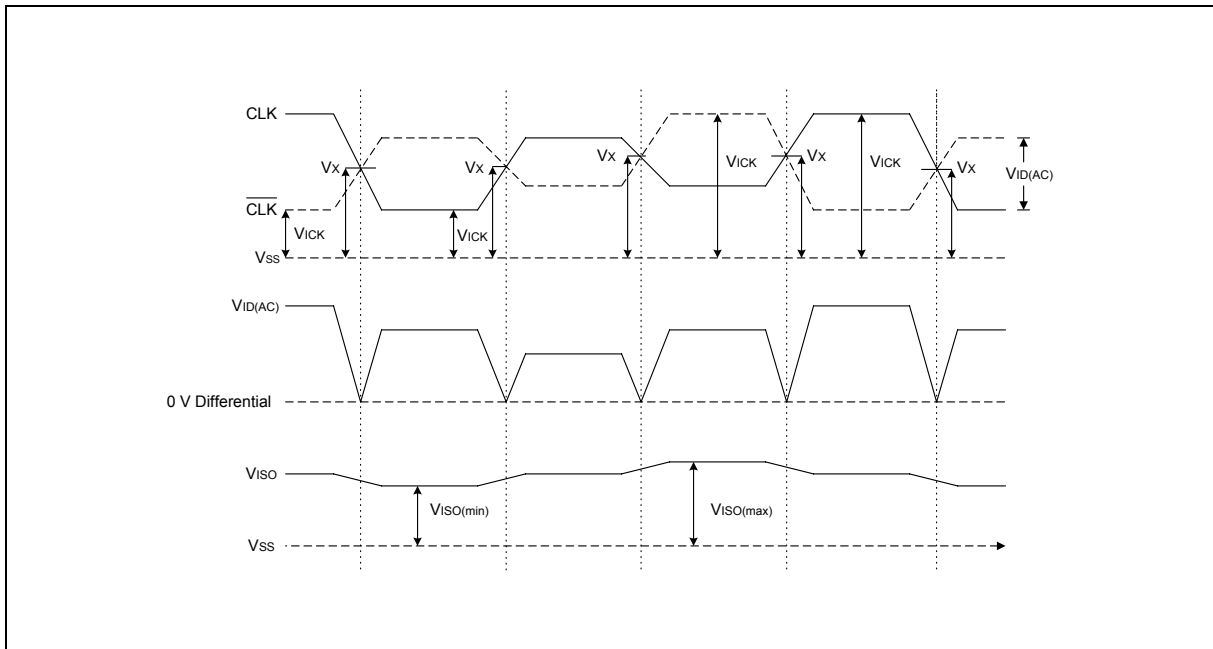 CLK
VX VX VX VX VX
VICK VICK
VID(AC)
CLK
VICK VICK
VSS
VID(AC)
0 V Differential
VISO
VISO(min) VISO(max)
VSS